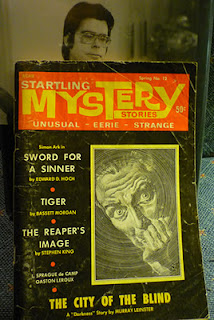 Spring No. 12
STARTLING
MYSTERY
STORIES
50¢
UNUSUAL - EERIE - STRANGE
Simon Ark in
SWORD FOR
A SINNER
by EDWARD D. HOCH
TIGER
by BASSETT MORGAN
THE REAPER'S
IMAGE
by STEPHEN KING
L. SPRAGUE de CAMP
GASTON LEROUX
THE CITY OF THE BLIND
A "Darkness" Story by MURRAY LEINSTER